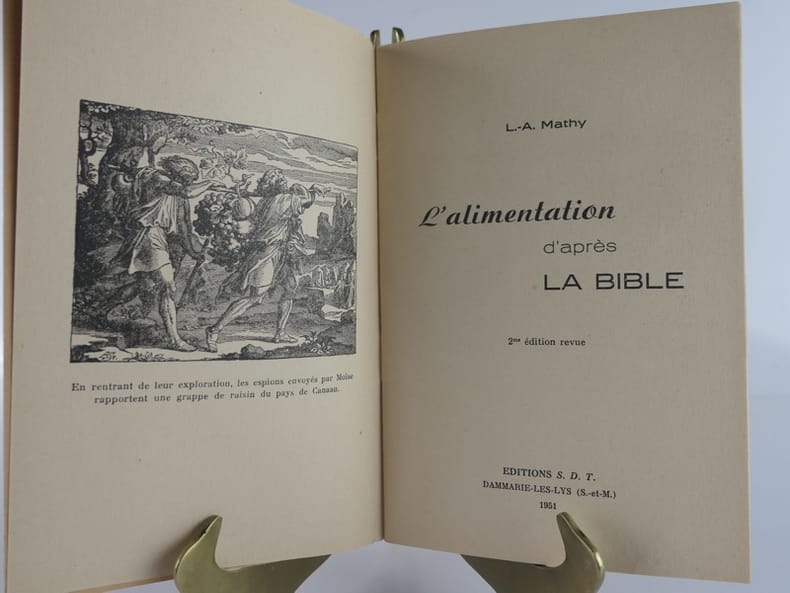 En rentrant de leur exploration, les espions envoyés par Moïse
rapportent une grappe de raisin du pays de Canaan.
L.-A. Mathy
L'alimentation
d'après
LA BIBLE
2me édition revue
EDITIONS S. D. T.
DAMMARIE-LES-LYS (S.-et-M.)
1951